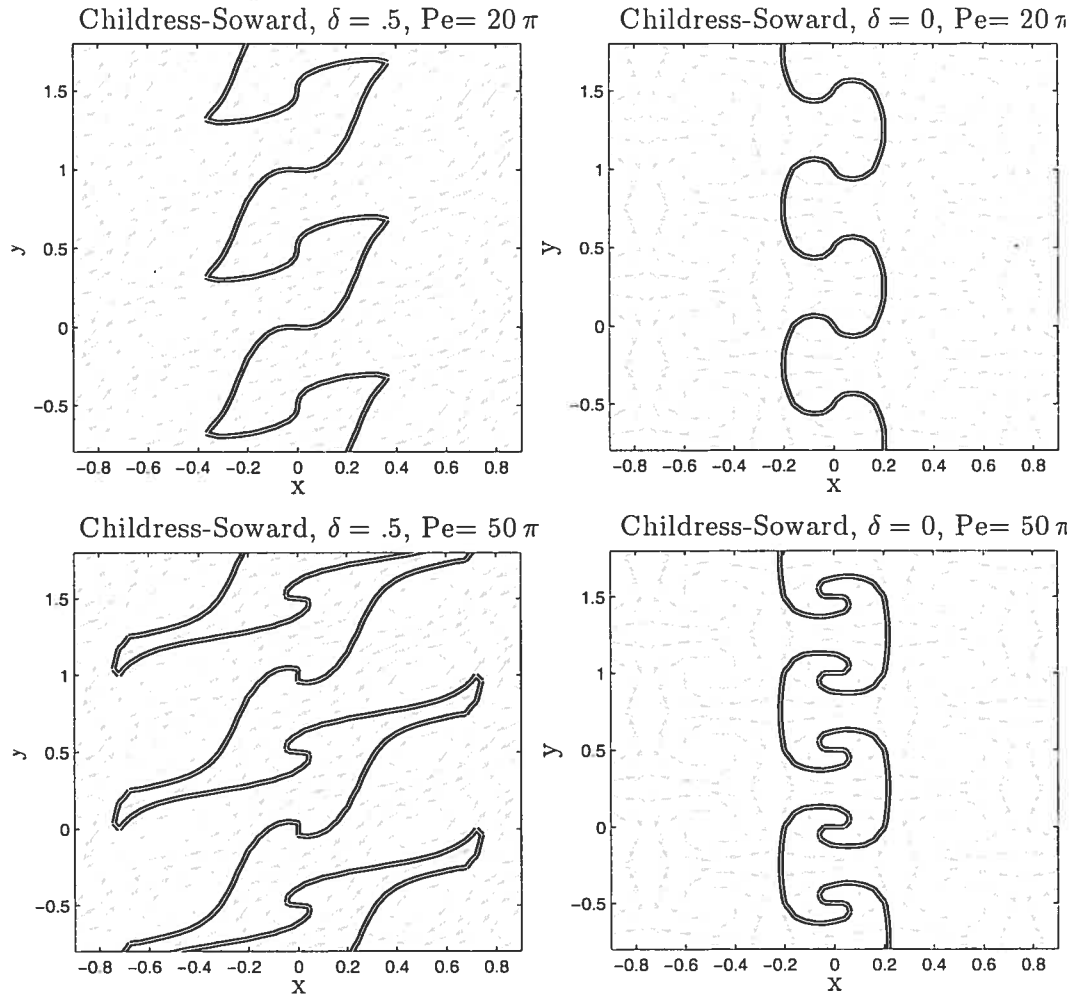 Childress-Soward, δ = .5, Pe= 20 π
1.5
1
0.5
0
−0.5
y
−0.8 −0.6 −0.4 −0.2 0 0.2 0.4 0.6 0.8
x
Childress-Soward, δ = 0, Pe= 20 π
1.5
1
0.5
0
−0.5
y
−0.8 −0.6 −0.4 −0.2 0 0.2 0.4 0.6 0.8
x
Childress-Soward, δ = .5, Pe= 50 π
1.5
1
0.5
0
−0.5
y
−0.8 −0.6 −0.4 −0.2 0 0.2 0.4 0.6 0.8
x
Childress-Soward, δ = 0, Pe= 50 π
1.5
1
0.5
0
−0.5
y
−0.8 −0.6 −0.4 −0.2 0 0.2 0.4 0.6 0.8
x